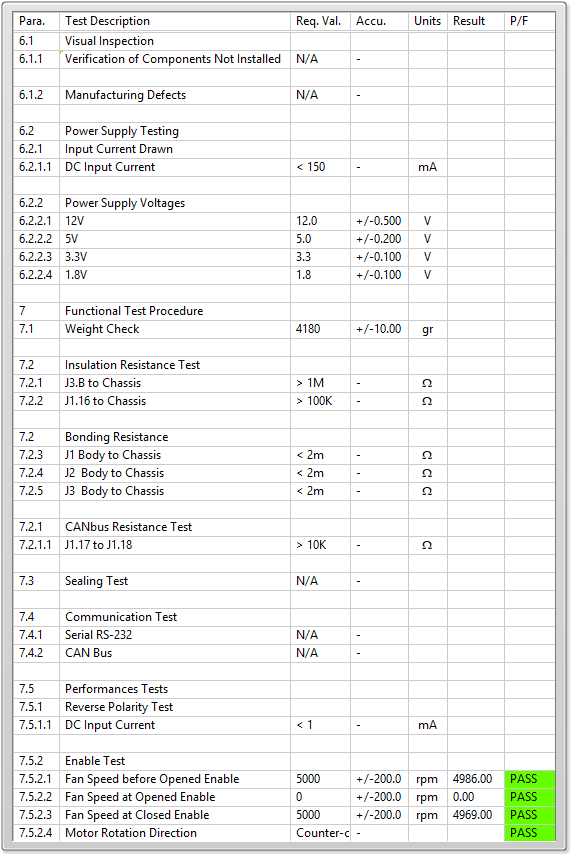 Para. Test Description Req. Val. Accu. Units Result P/F
6.1 Visual Inspection
6.1.1 Verification of Components Not Installed N/A -
6.1.2 Manufacturing Defects N/A -
6.2 Power Supply Testing
6.2.1 Input Current Drawn
6.2.1.1 DC Input Current < 150 - mA
6.2.2 Power Supply Voltages
6.2.2.1 12V 12.0 +/-0.500 V
6.2.2.2 5V 5.0 +/-0.200 V
6.2.2.3 3.3V 3.3 +/-0.100 V
6.2.2.4 1.8V 1.8 +/-0.100 V
7 Functional Test Procedure
7.1 Weight Check 4180 +/-10.00 gr
7.2 Insulation Resistance Test
7.2.1 J3.B to Chassis > 1M - Ω
7.2.2 J1.16 to Chassis > 100K - Ω
7.2 Bonding Resistance
7.2.3 J1 Body to Chassis < 2m - Ω
7.2.4 J2 Body to Chassis < 2m - Ω
7.2.5 J3 Body to Chassis < 2m - Ω
7.2.1 CANbus Resistance Test
7.2.1.1 J1.17 to J1.18 > 10K - Ω
7.3 Sealing Test N/A -
7.4 Communication Test
7.4.1 Serial RS-232 N/A -
7.4.2 CAN Bus N/A -
7.5 Performances Tests
7.5.1 Reverse Polarity Test
7.5.1.1 DC Input Current < 1 - mA
7.5.2 Enable Test
7.5.2.1 Fan Speed before Opened Enable 5000 +/-200.0 rpm 4986.00 PASS
7.5.2.2 Fan Speed at Opened Enable 0 +/-200.0 rpm 0.00 PASS
7.5.2.3 Fan Speed at Closed Enable 5000 +/-200.0 rpm 4969.00 PASS
7.5.2.4 Motor Rotation Direction Counter-c - PASS